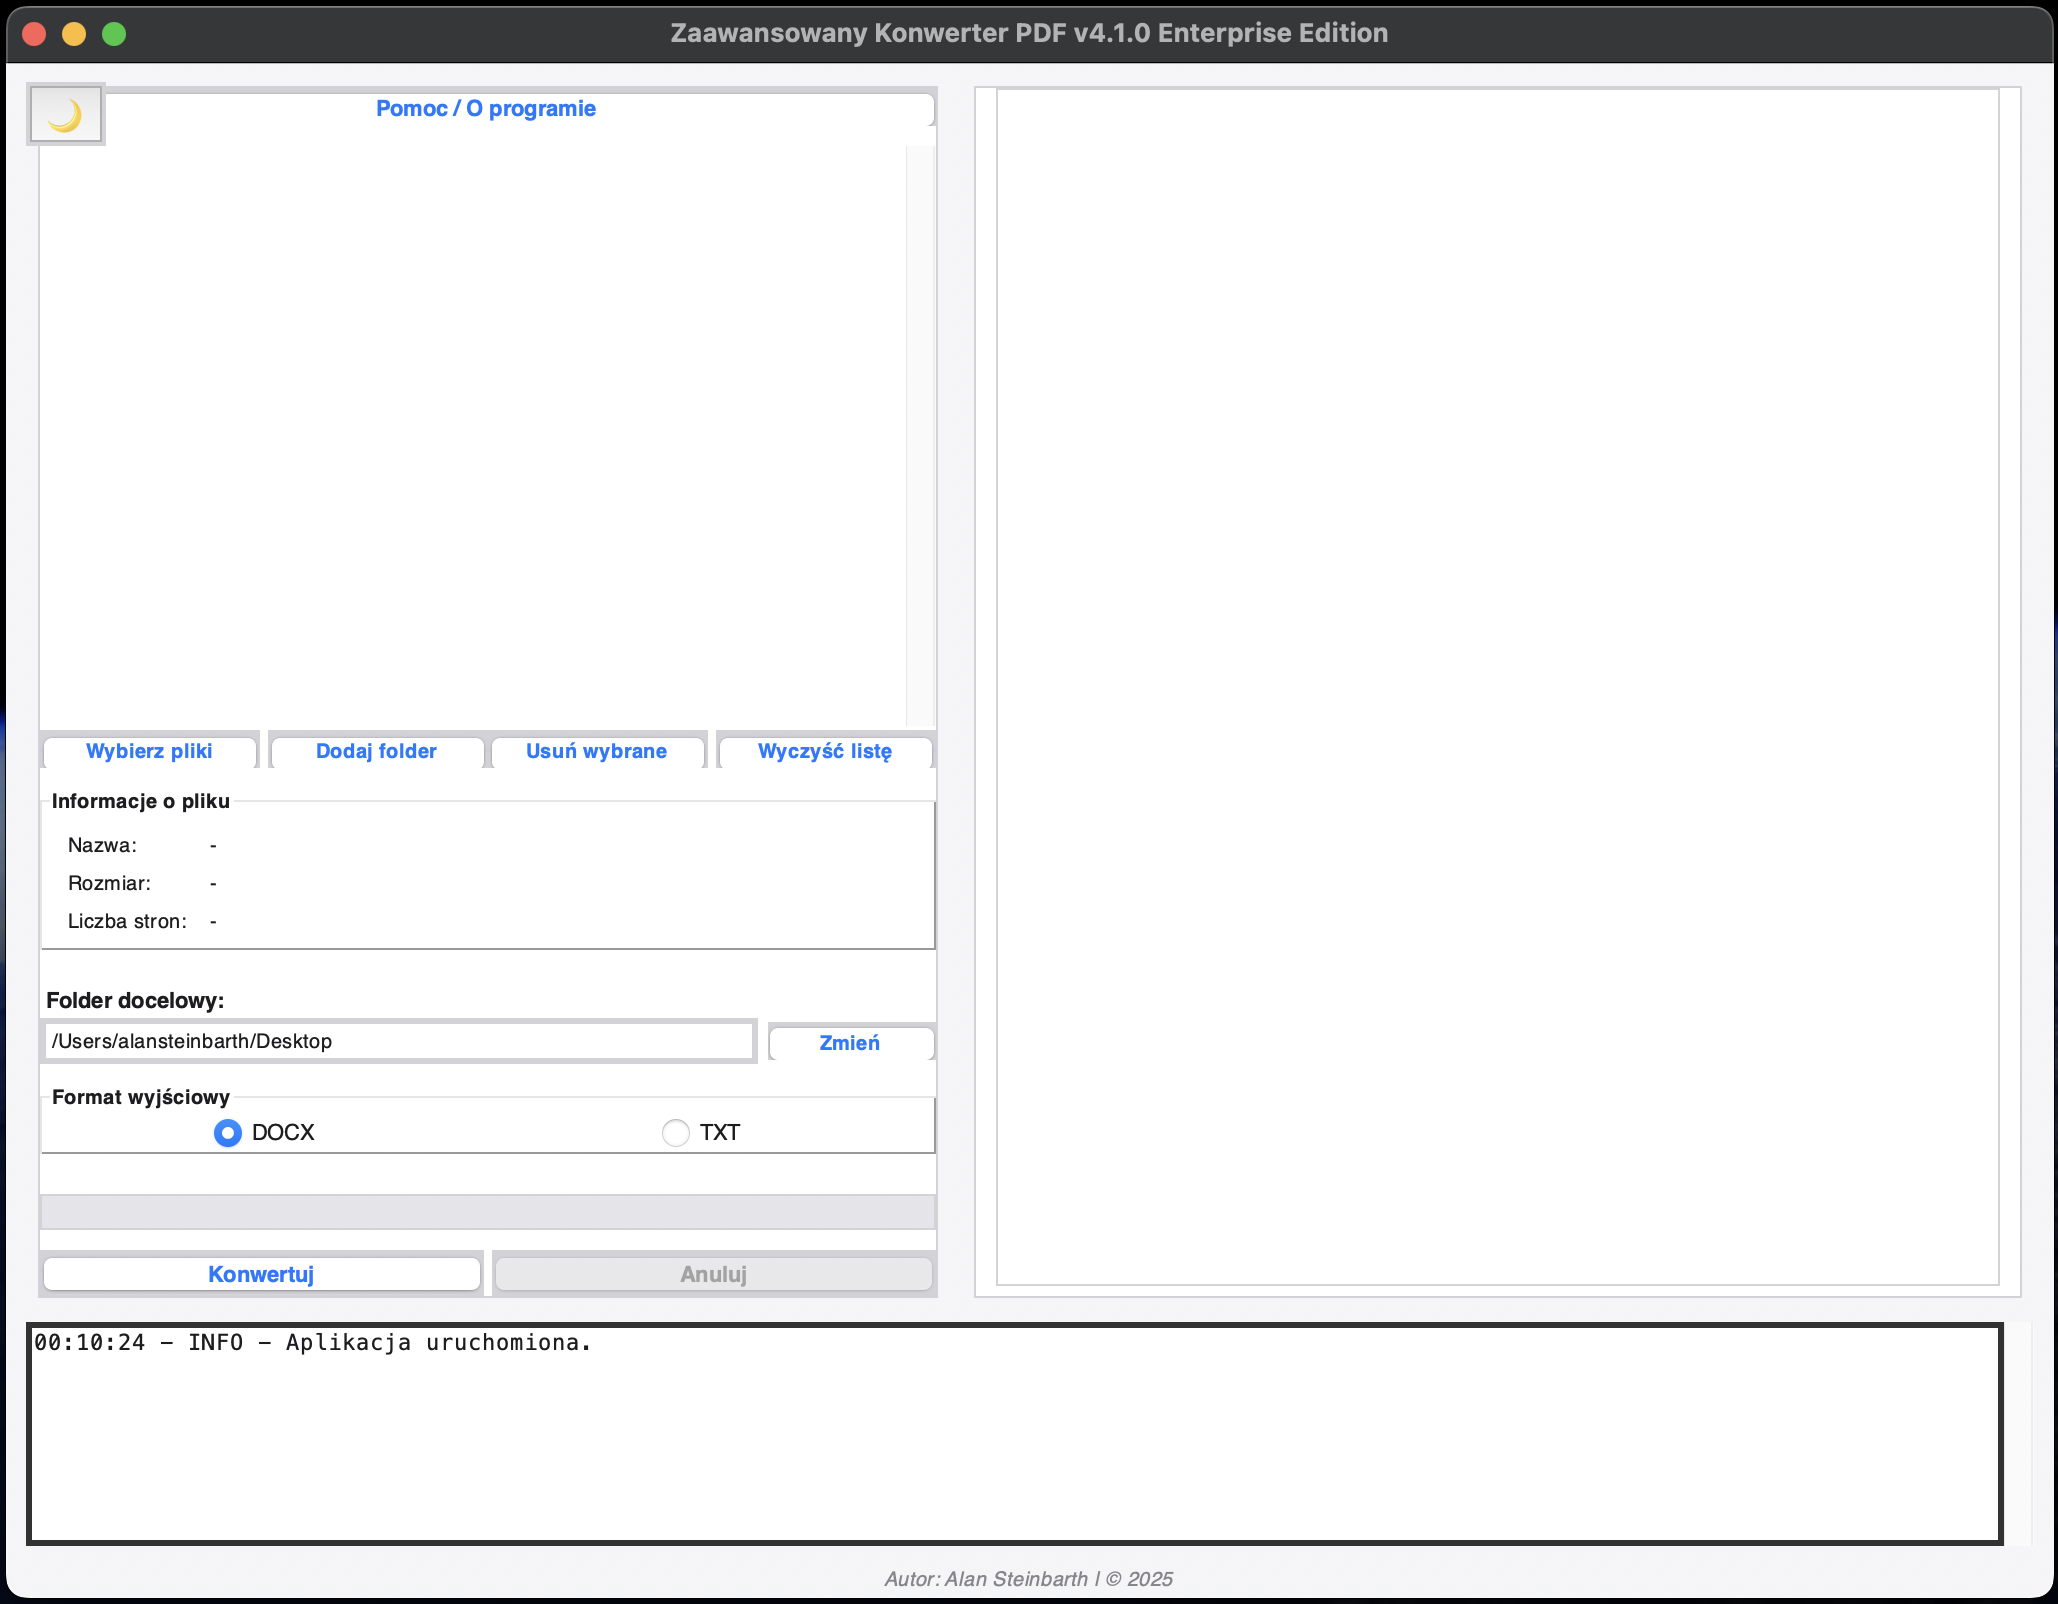 Zaawansowany Konwerter PDF v4.1.0 Enterprise Edition
Pomoc / O programie
Wybierz pliki Dodaj folder Usuń wybrane Wyczyść listę
Informacje o pliku
Nazwa: -
Rozmiar: -
Liczba stron: -
Folder docelowy:
/Users/alansteinbarth/Desktop Zmień
Format wyjściowy
DOCX TXT
Konwertuj Anuluj
00:10:24 - INFO - Aplikacja uruchomiona.
Autor: Alan Steinbarth | © 2025